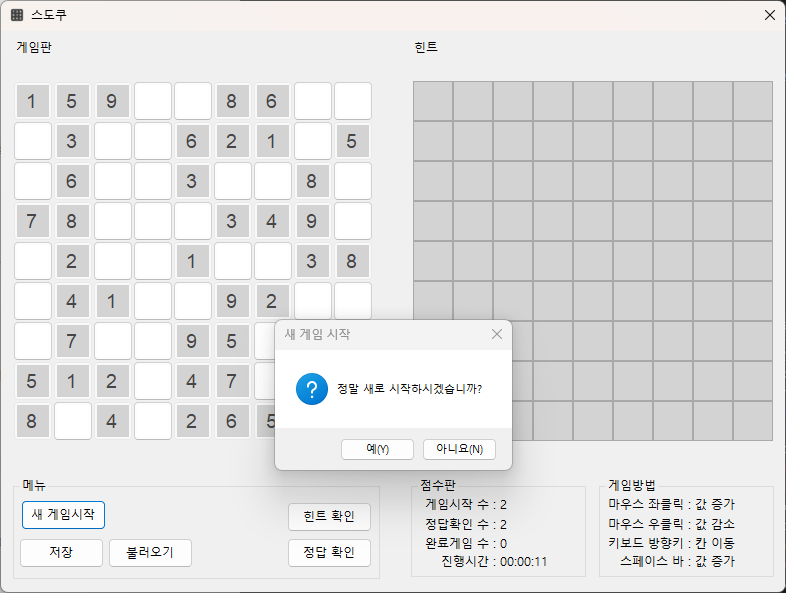 스도쿠
게임판
힌트
1 5 9 8 6
3 6 2 1 5
6 3 8
7 8 3 4 9
2 1 3 8
4 1 9 2
7 9 5
5 1 2 4 7
8 4 2 6 5
새 게임 시작
?
정말 새로 시작하시겠습니까?
예(Y) 아니요(N)
메뉴
새 게임시작
힌트 확인
저장 불러오기
정답 확인
점수판
게임시작 수 : 2
정답확인 수 : 2
완료게임 수 : 0
진행시간 : 00:00:11
게임방법
마우스 좌클릭 : 값 증가
마우스 우클릭 : 값 감소
키보드 방향키 : 칸 이동
스페이스 바 : 값 증가